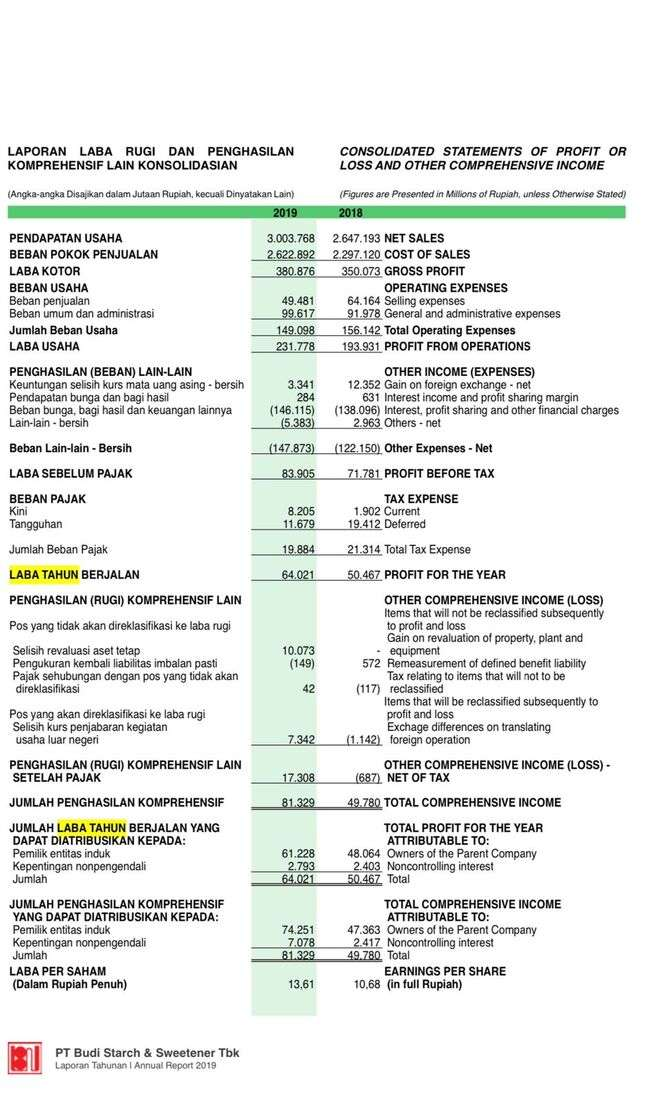 LAPORAN LABA RUGI DAN PENGHASILAN
KOMPREHENSIF LAIN KONSOLIDASIAN
CONSOLIDATED STATEMENTS OF PROFIT OR
LOSS AND OTHER COMPREHENSIVE INCOME
(Angka-angka Disajikan dalam Jutaan Rupiah, kecuali Dinyatakan Lain)
(Figures are Presented in Millions of Rupiah, unless Otherwise Stated)
2019 2018
PENDAPATAN USAHA 3.003.768 2.647.193 NET SALES
BEBAN POKOK PENJUALAN 2.622.892 2.297.120 COST OF SALES
LABA KOTOR 380.876 350.073 GROSS PROFIT
BEBAN USAHA OPERATING EXPENSES
Beban penjualan 49.481 64.164 Selling expenses
Beban umum dan administrasi 99.617 91.978 General and administrative expenses
Jumlah Beban Usaha 149.098 156.142 Total Operating Expenses
LABA USAHA 231.778 193.931 PROFIT FROM OPERATIONS
PENGHASILAN (BEBAN) LAIN-LAIN OTHER INCOME (EXPENSES)
Keuntungan selisih kurs mata uang asing - bersih 3.341 12.352 Gain on foreign exchange - net
Pendapatan bunga dan bagi hasil 284 631 Interest income and profit sharing margin
Beban bunga, bagi hasil dan keuangan lainnya (146.115) (138.096) Interest, profit sharing and other financial charges
Lain-lain - bersih (5.383) 2.963 Others - net
Beban Lain-lain - Bersih (147.873) (122.150) Other Expenses - Net
LABA SEBELUM PAJAK 83.905 71.781 PROFIT BEFORE TAX
BEBAN PAJAK TAX EXPENSE
Kini 8.205 1.902 Current
Tangguhan 11.679 19.412 Deferred
Jumlah Beban Pajak 19.884 21.314 Total Tax Expense
LABA TAHUN BERJALAN 64.021 50.467 PROFIT FOR THE YEAR
PENGHASILAN (RUGI) KOMPREHENSIF LAIN OTHER COMPREHENSIVE INCOME (LOSS)
Items that will not be reclassified subsequently
Pos yang tidak akan direklasifikasi ke laba rugi to profit and loss
Gain on revaluation of property, plant and
Selisih revaluasi aset tetap 10.073 - equipment
Pengukuran kembali liabilitas imbalan pasti (149) 572 Remeasurement of defined benefit liability
Pajak sehubungan dengan pos yang tidak akan Tax relating to items that will not to be
direklasifikasi 42 (117) reclassified
Items that will be reclassified subsequently to
Pos yang akan direklasifikasi ke laba rugi profit and loss
Selisih kurs penjabaran kegiatan Exchage differences on translating
usaha luar negeri 7.342 (1.142) foreign operation
PENGHASILAN (RUGI) KOMPREHENSIF LAIN OTHER COMPREHENSIVE INCOME (LOSS) -
SETELAH PAJAK 17.308 (687) NET OF TAX
JUMLAH PENGHASILAN KOMPREHENSIF 81.329 49.780 TOTAL COMPREHENSIVE INCOME
JUMLAH LABA TAHUN BERJALAN YANG TOTAL PROFIT FOR THE YEAR
DAPAT DIATRIBUSIKAN KEPADA: ATTRIBUTABLE TO:
Pemilik entitas induk 61.228 48.064 Owners of the Parent Company
Kepentingan nonpengendali 2.793 2.403 Noncontrolling interest
Jumlah 64.021 50.467 Total
JUMLAH PENGHASILAN KOMPREHENSIF TOTAL COMPREHENSIVE INCOME
YANG DAPAT DIATRIBUSIKAN KEPADA: ATTRIBUTABLE TO:
Pemilik entitas induk 74.251 47.363 Owners of the Parent Company
Kepentingan nonpengendali 7.078 2.417 Noncontrolling interest
Jumlah 81.329 49.780 Total
LABA PER SAHAM EARNINGS PER SHARE
(Dalam Rupiah Penuh) 13,61 10,68 (in full Rupiah)
PT Budi Starch & Sweetener Tbk
Laporan Tahunan | Annual Report 2019